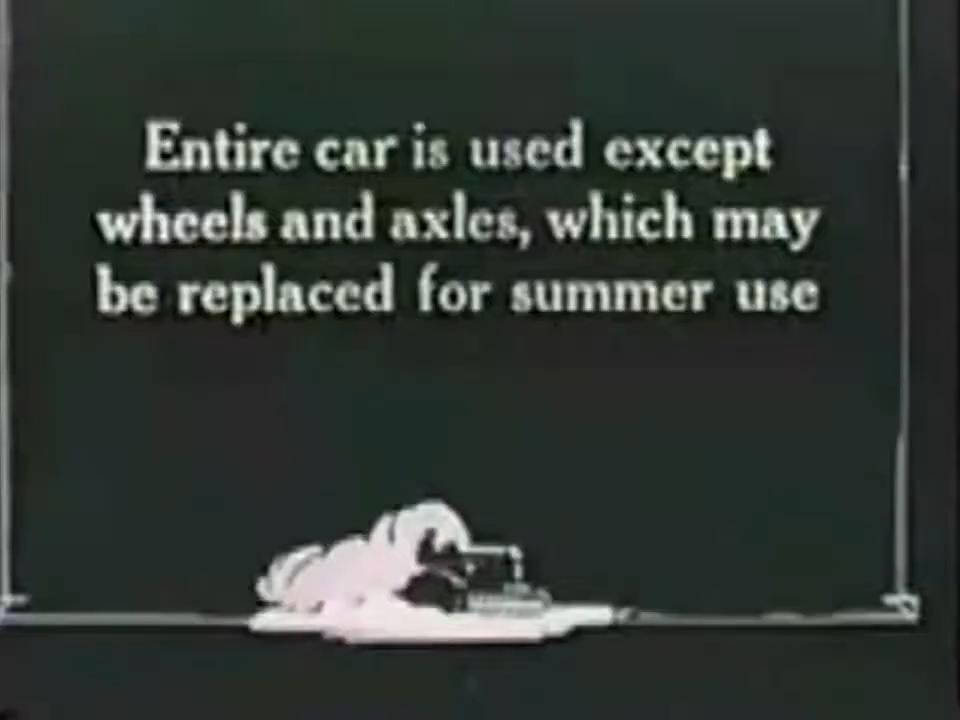 Entire car is used except
wheels and axles, which may
be replaced for summer use